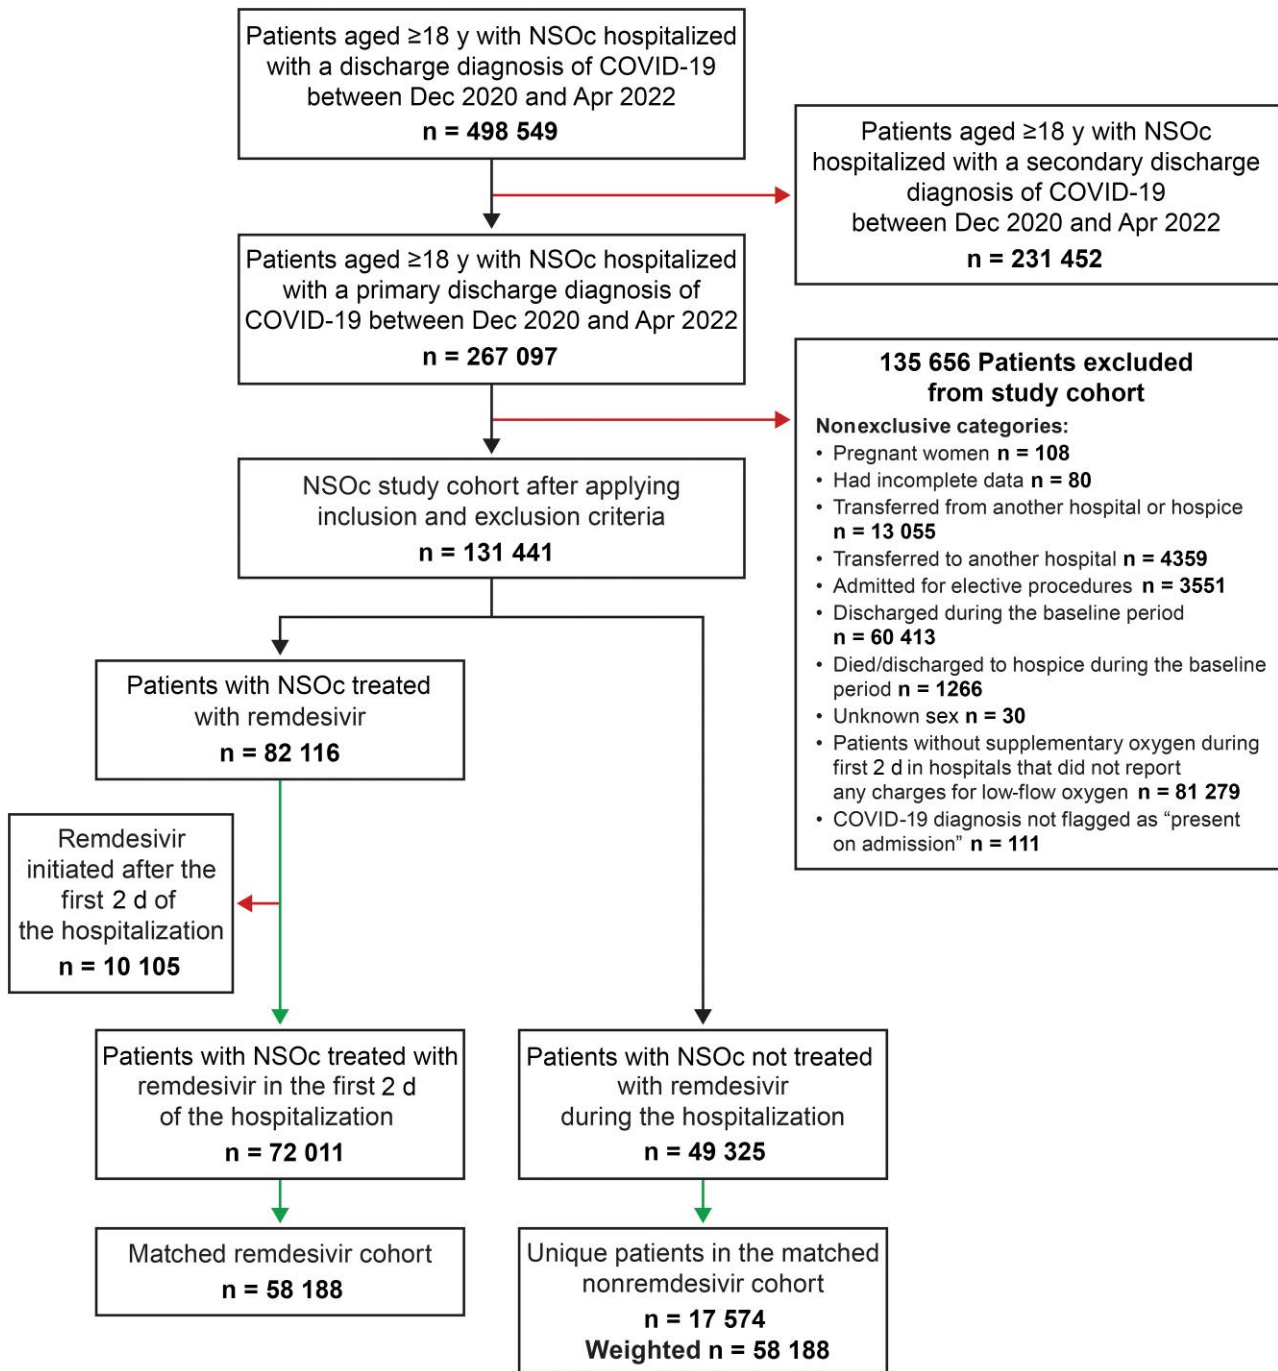 Patients aged ≥18 y with NSOc hospitalized
with a discharge diagnosis of COVID-19
between Dec 2020 and Apr 2022
n = 498 549
Patients aged ≥18 y with NSOc
hospitalized with a secondary discharge
diagnosis of COVID-19
between Dec 2020 and Apr 2022
n = 231 452
Patients aged ≥18 y with NSOc hospitalized
with a primary discharge diagnosis of
COVID-19 between Dec 2020 and Apr 2022
n = 267 097
135 656 Patients excluded
from study cohort
Nonexclusive categories:
• Pregnant women n = 108
• Had incomplete data n = 80
• Transferred from another hospital or hospice
n = 13 055
• Transferred to another hospital n = 4359
• Admitted for elective procedures n = 3551
• Discharged during the baseline period
n = 60 413
• Died/discharged to hospice during the baseline
period n = 1266
• Unknown sex n = 30
• Patients without supplementary oxygen during
first 2 d in hospitals that did not report
any charges for low-flow oxygen n = 81 279
• COVID-19 diagnosis not flagged as “present
on admission” n = 111
NSOc study cohort after applying
inclusion and exclusion criteria
n = 131 441
Patients with NSOc treated
with remdesivir
n = 82 116
Remdesivir
initiated after the
first 2 d of
the hospitalization
n = 10 105
Patients with NSOc treated with
remdesivir in the first 2 d
of the hospitalization
n = 72 011
Patients with NSOc not treated
with remdesivir
during the hospitalization
n = 49 325
Matched remdesivir cohort
n = 58 188
Unique patients in the matched
nonremdesivir cohort
n = 17 574
Weighted n = 58 188